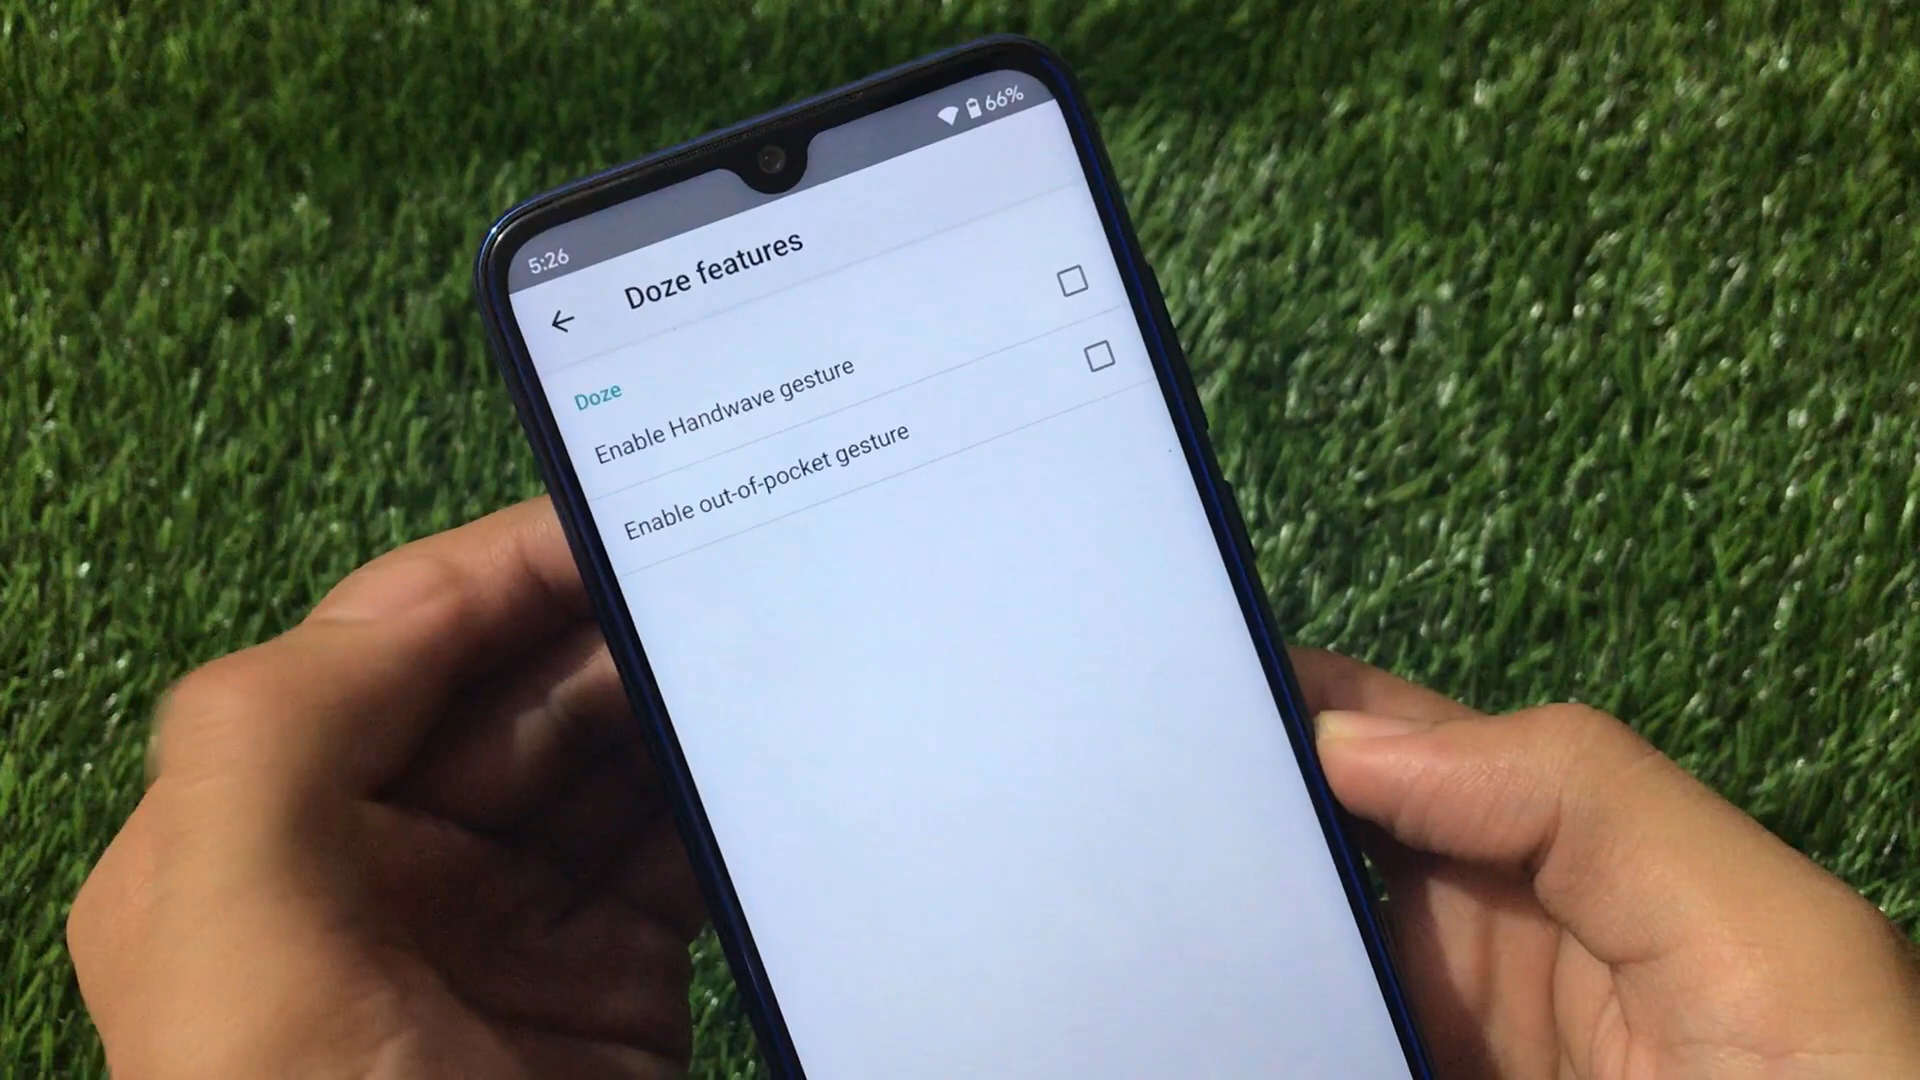 5:26
66%
Doze features
Doze
Enable Handwave gesture
Enable out-of-pocket gesture